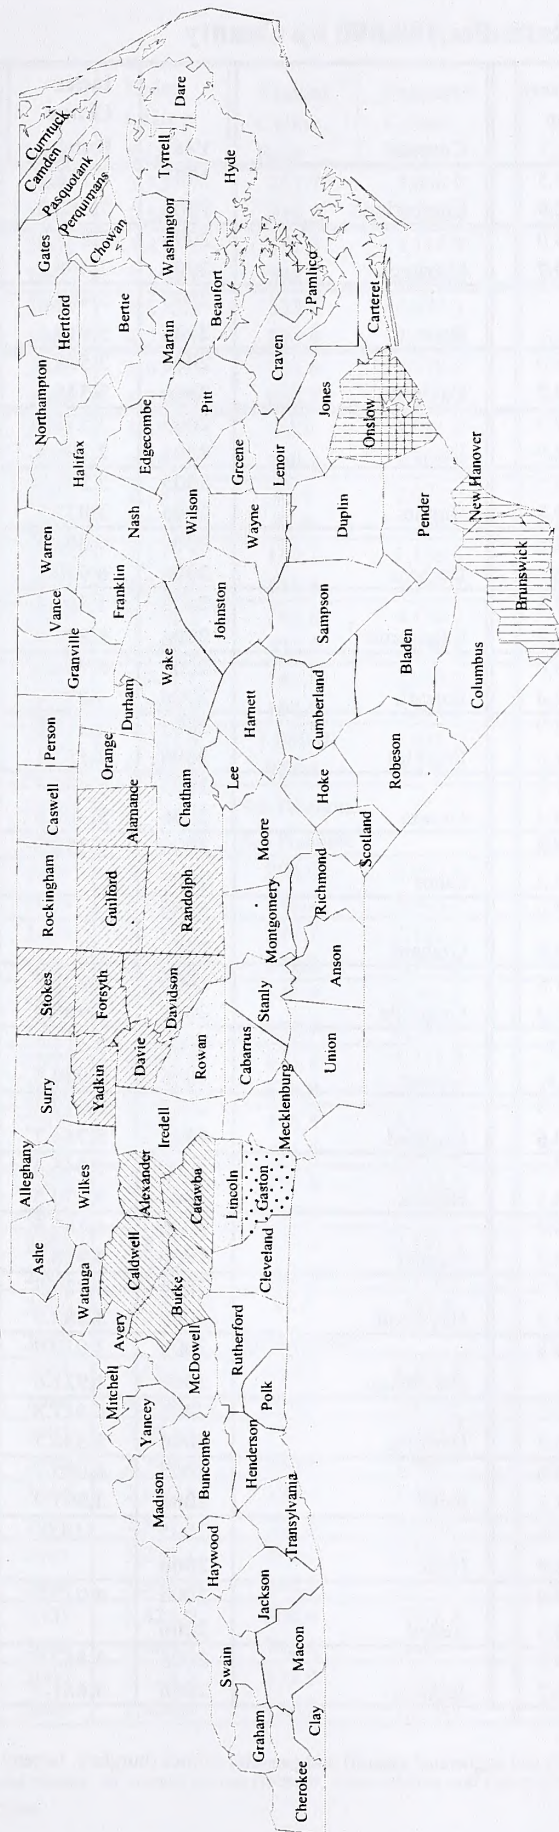 Cherokee
Graham
Clay
Swain
Macon
Jackson
Haywood
Transylvania
Madison
Buncombe
Henderson
Yancey
Mitchell
McDowell
Polk
Rutherford
Avery
Burke
Cleveland
Watauga
Caldwell
Ashe
Alleghany
Wilkes
Alexander
Catawba
Lincoln
Gaston
Surry
Yadkin
Iredell
Mecklenburg
Davie
Rowan
Cabarrus
Stokes
Forsyth
Davidson
Stanly
Union
Rockingham
Guilford
Randolph
Montgomery
Anson
Richmond
Caswell
Alamance
Chatham
Moore
Scotland
Person
Orange
Durham
Lee
Hoke
Granville
Vance
Wake
Harnett
Cumberland
Robeson
Warren
Franklin
Johnston
Sampson
Bladen
Columbus
Brunswick
Northampton
Halifax
Nash
Wilson
Wayne
Duplin
Pender
New Hanover
Edgecombe
Greene
Lenoir
Jones
Onslow
Hertford
Bertie
Martin
Pitt
Craven
Carteret
Gates
Chowan
Perquimans
Pasquotank
Camden
Currituck
Washington
Beaufort
Pamlico
Tyrrell
Hyde
Dare